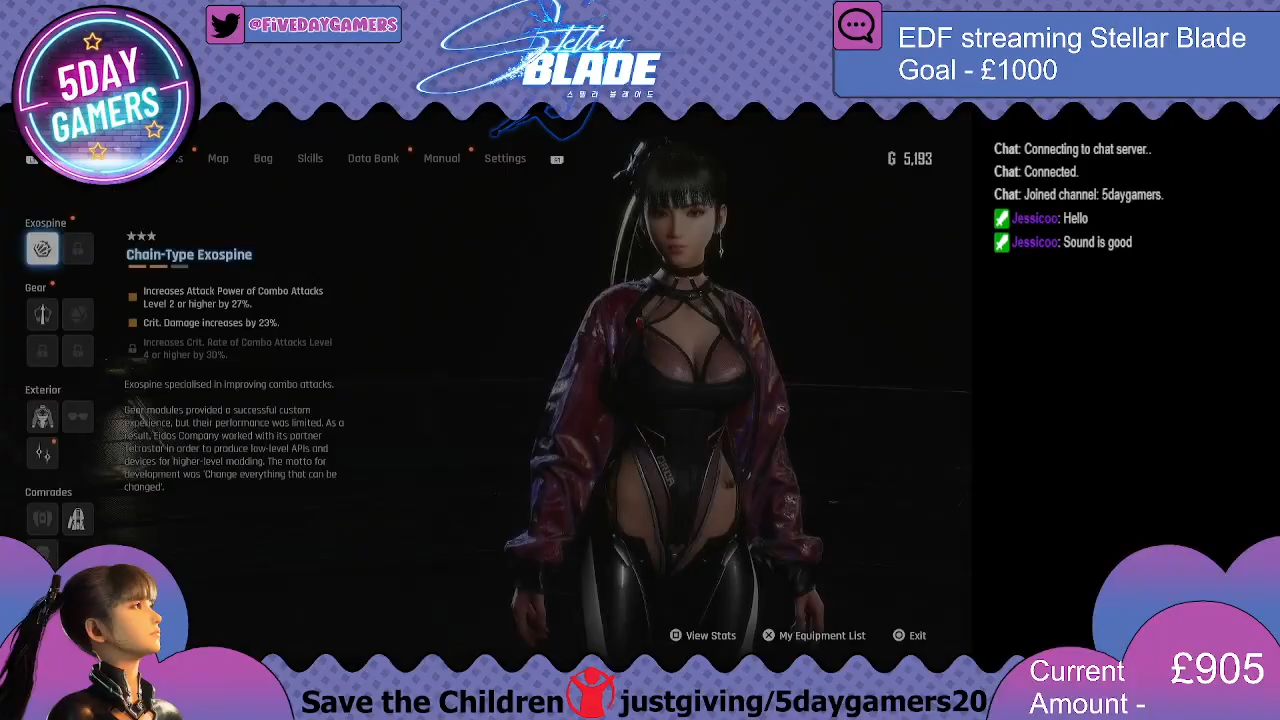 5DAY
GAMERS
@FiVEDAYGAMERS
Stellar
BLADE
스텔라 블레이드
EDF streaming Stellar Blade
Goal - £1000
Map
Bag
Skills
Data Bank
Manual
Settings
5,193
Chat: Connecting to chat server..
Chat: Connected.
Chat: Joined channel: 5daygamers.
Jessicoo: Hello
Jessicoo: Sound is good
Exospine
Chain-Type Exospine
Increases Attack Power of Combo Attacks
Level 2 or higher by 27%.
Crit. Damage increases by 23%.
Increases Crit. Rate of Combo Attacks Level
4 or higher by 30%.
Exospine specialised in improving combo attacks.
Gear modules provided a successful custom
experience, but their performance was limited. As a
result, Eidos Company worked with its partner
Tetrastar in order to produce low-level APIs and
devices for higher-level modding. The motto for
development was 'Change everything that can be
changed'.
Gear
Exterior
Comrades
View Stats
My Equipment List
Exit
Save the Children
justgiving/5daygamers20
Current
Amount -
£905